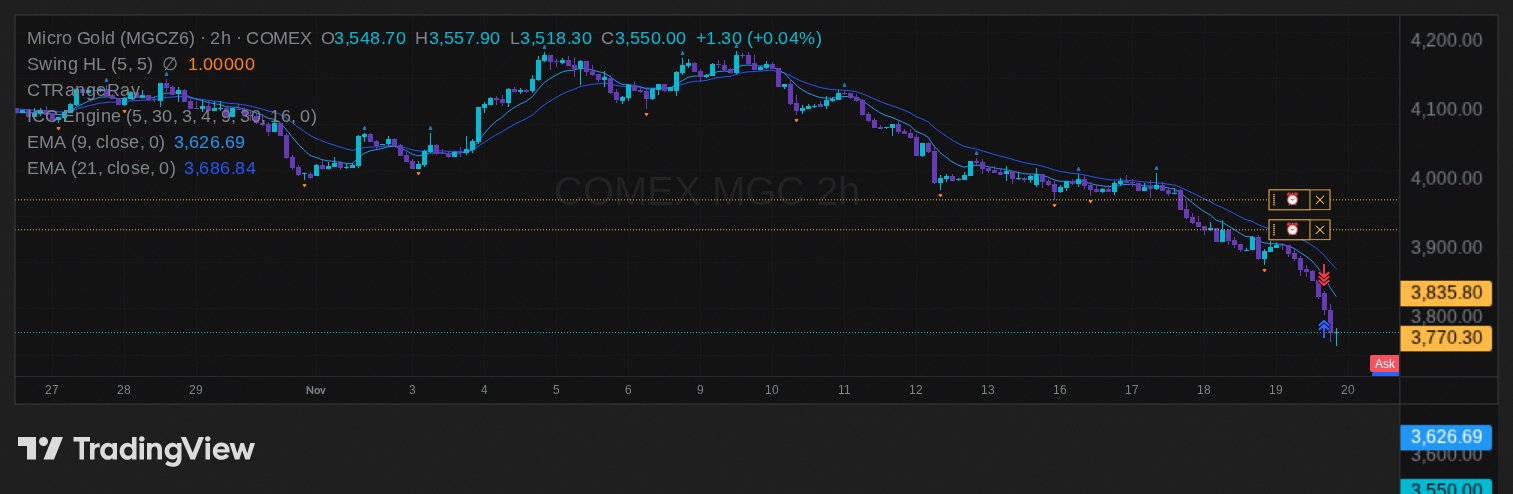 Micro Gold (MGCZ6) · 2h · COMEX O3,548.70 H3,557.90 L3,518.30 C3,550.00 +1.30 (+0.04%)
Swing HL (5, 5) ∅ 1.00000
CTRangeRay
ICC Engine (5, 30, 3, 4, 9, 30, 16, 0)
EMA (9, close, 0) 3,626.69
EMA (21, close, 0) 3,686.84
COMEX MGC 2h
4,200.00
4,100.00
4,000.00
3,900.00
3,835.80
3,800.00
3,770.30
Ask
27 28 29 Nov 3 4 5 6 9 10 11 12 13 16 17 18 19 20
TradingView
3,626.69
3,600.00
3,550.00